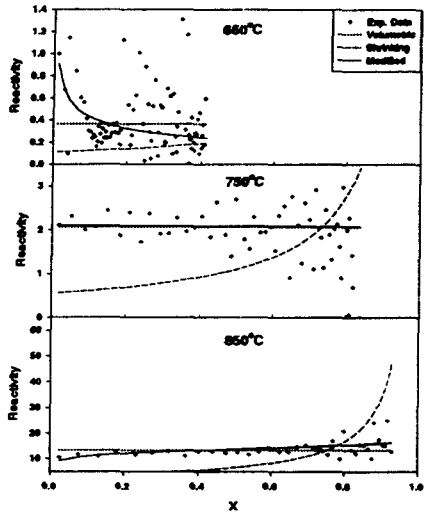 1.4
1.2
1.0
0.8
0.6
0.4
0.2
0.0
Reactivity
650°C
Exp. Data
Volumetric
Shrinking
Modified
3
2
1
0
Reactivity
750°C
60
50
40
30
20
10
Reactivity
850°C
0.0 0.2 0.4 0.6 0.8 1.0
X